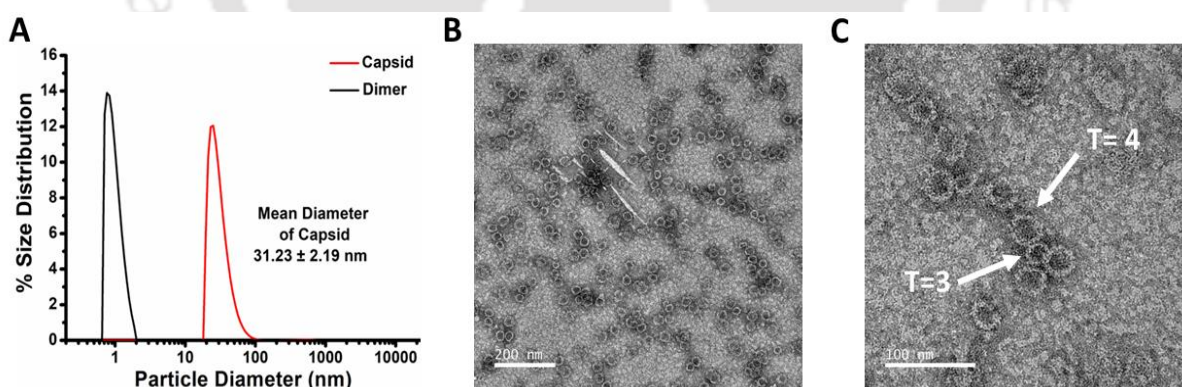 A
B
C
16
14
12
10
8
6
4
2
0
% Size Distribution
Capsid
Dimer
Mean Diameter
of Capsid
31.23 ± 2.19 nm
1
10
100
1000
10000
Particle Diameter (nm)
200 nm
T= 4
T=3
100 nm